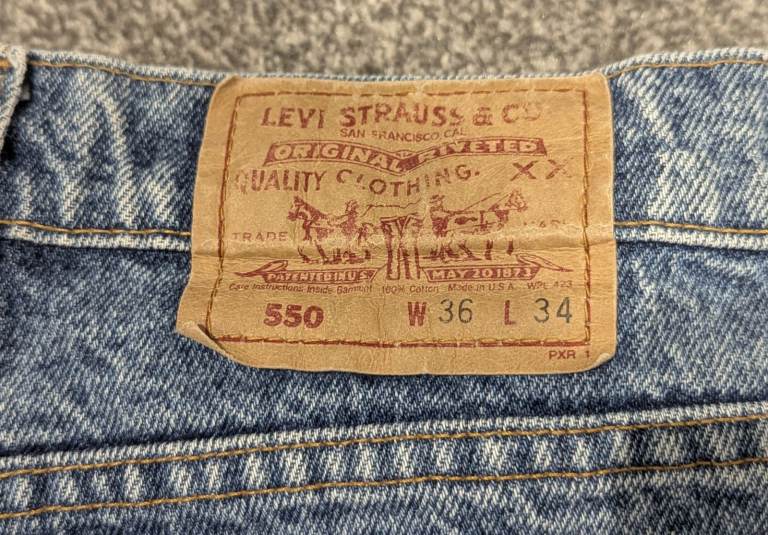 LEVI STRAUSS & CO
SAN FRANCISCO, CAL.
ORIGINAL RIVETED
QUALITY CLOTHING. XX
TRADE MARK
PATENTED IN U.S. MAY 20 1873
Care Instructions Inside Garment 100% Cotton Made in U.S.A. WPL 423
550 W 36 L 34
PXR 1